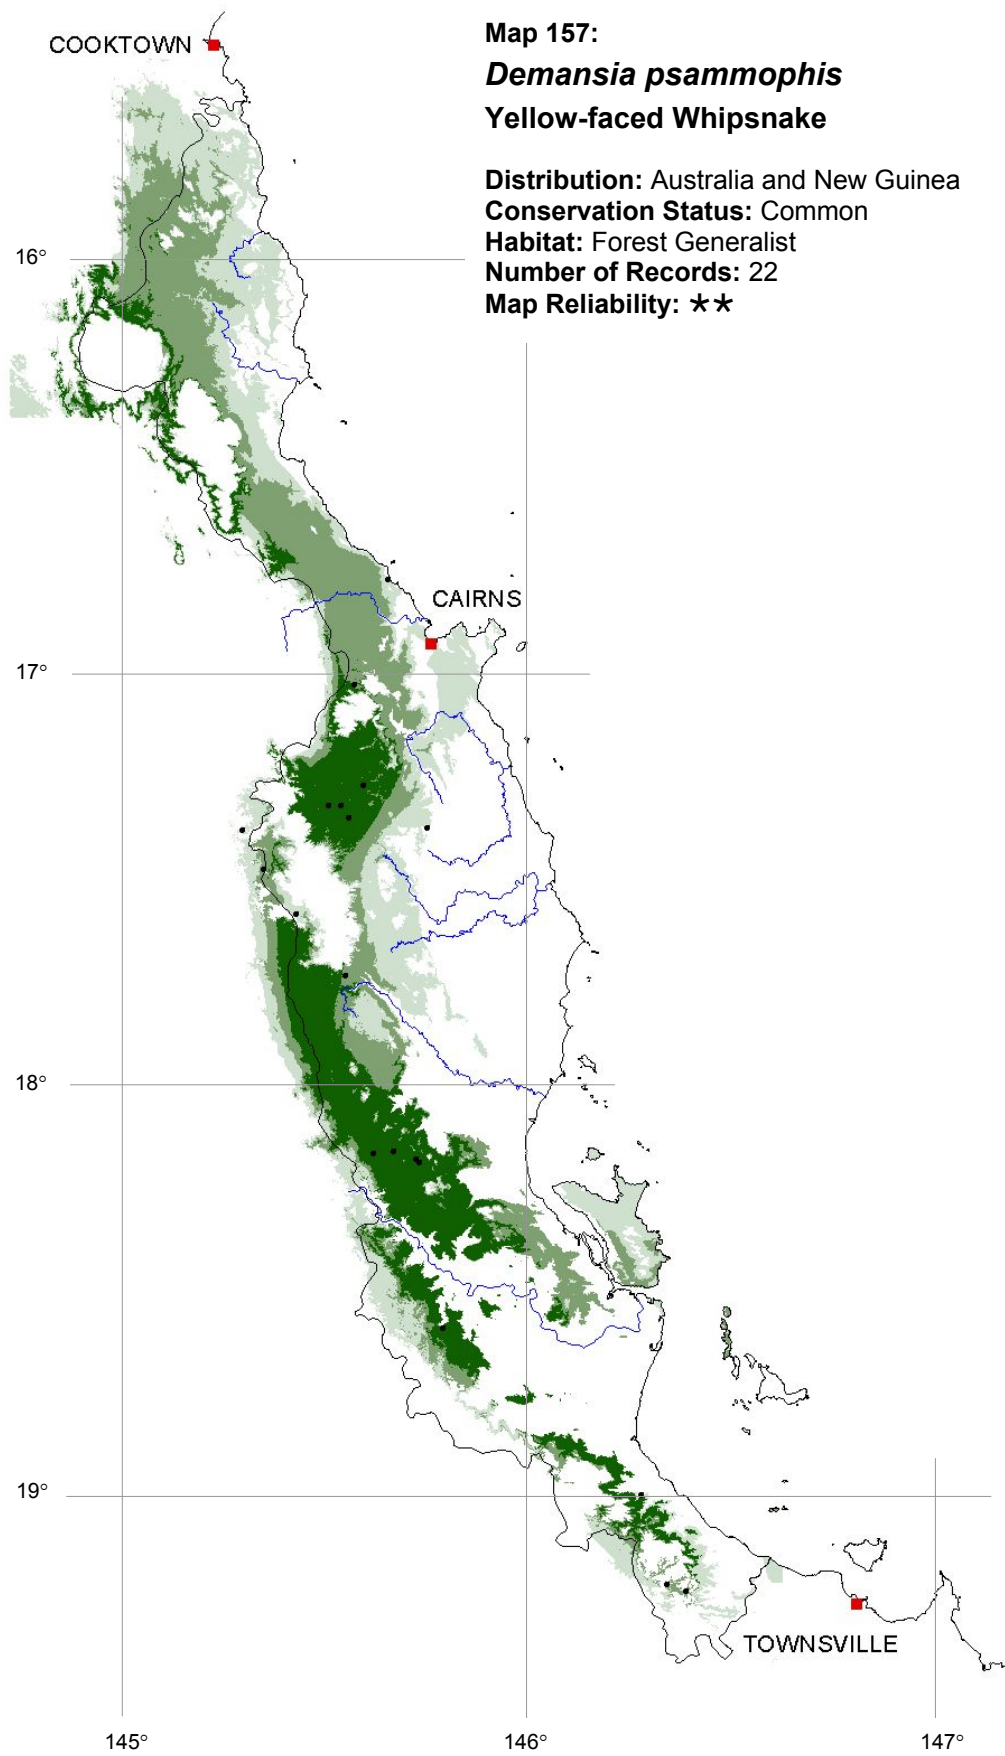 Map 157:
Demansia psammophis
Yellow-faced Whipsnake
Distribution: Australia and New Guinea
Conservation Status: Common
Habitat: Forest Generalist
Number of Records: 22
Map Reliability: **
COOKTOWN
16°
CAIRNS
17°
18°
19°
TOWNSVILLE
145°
146°
147°